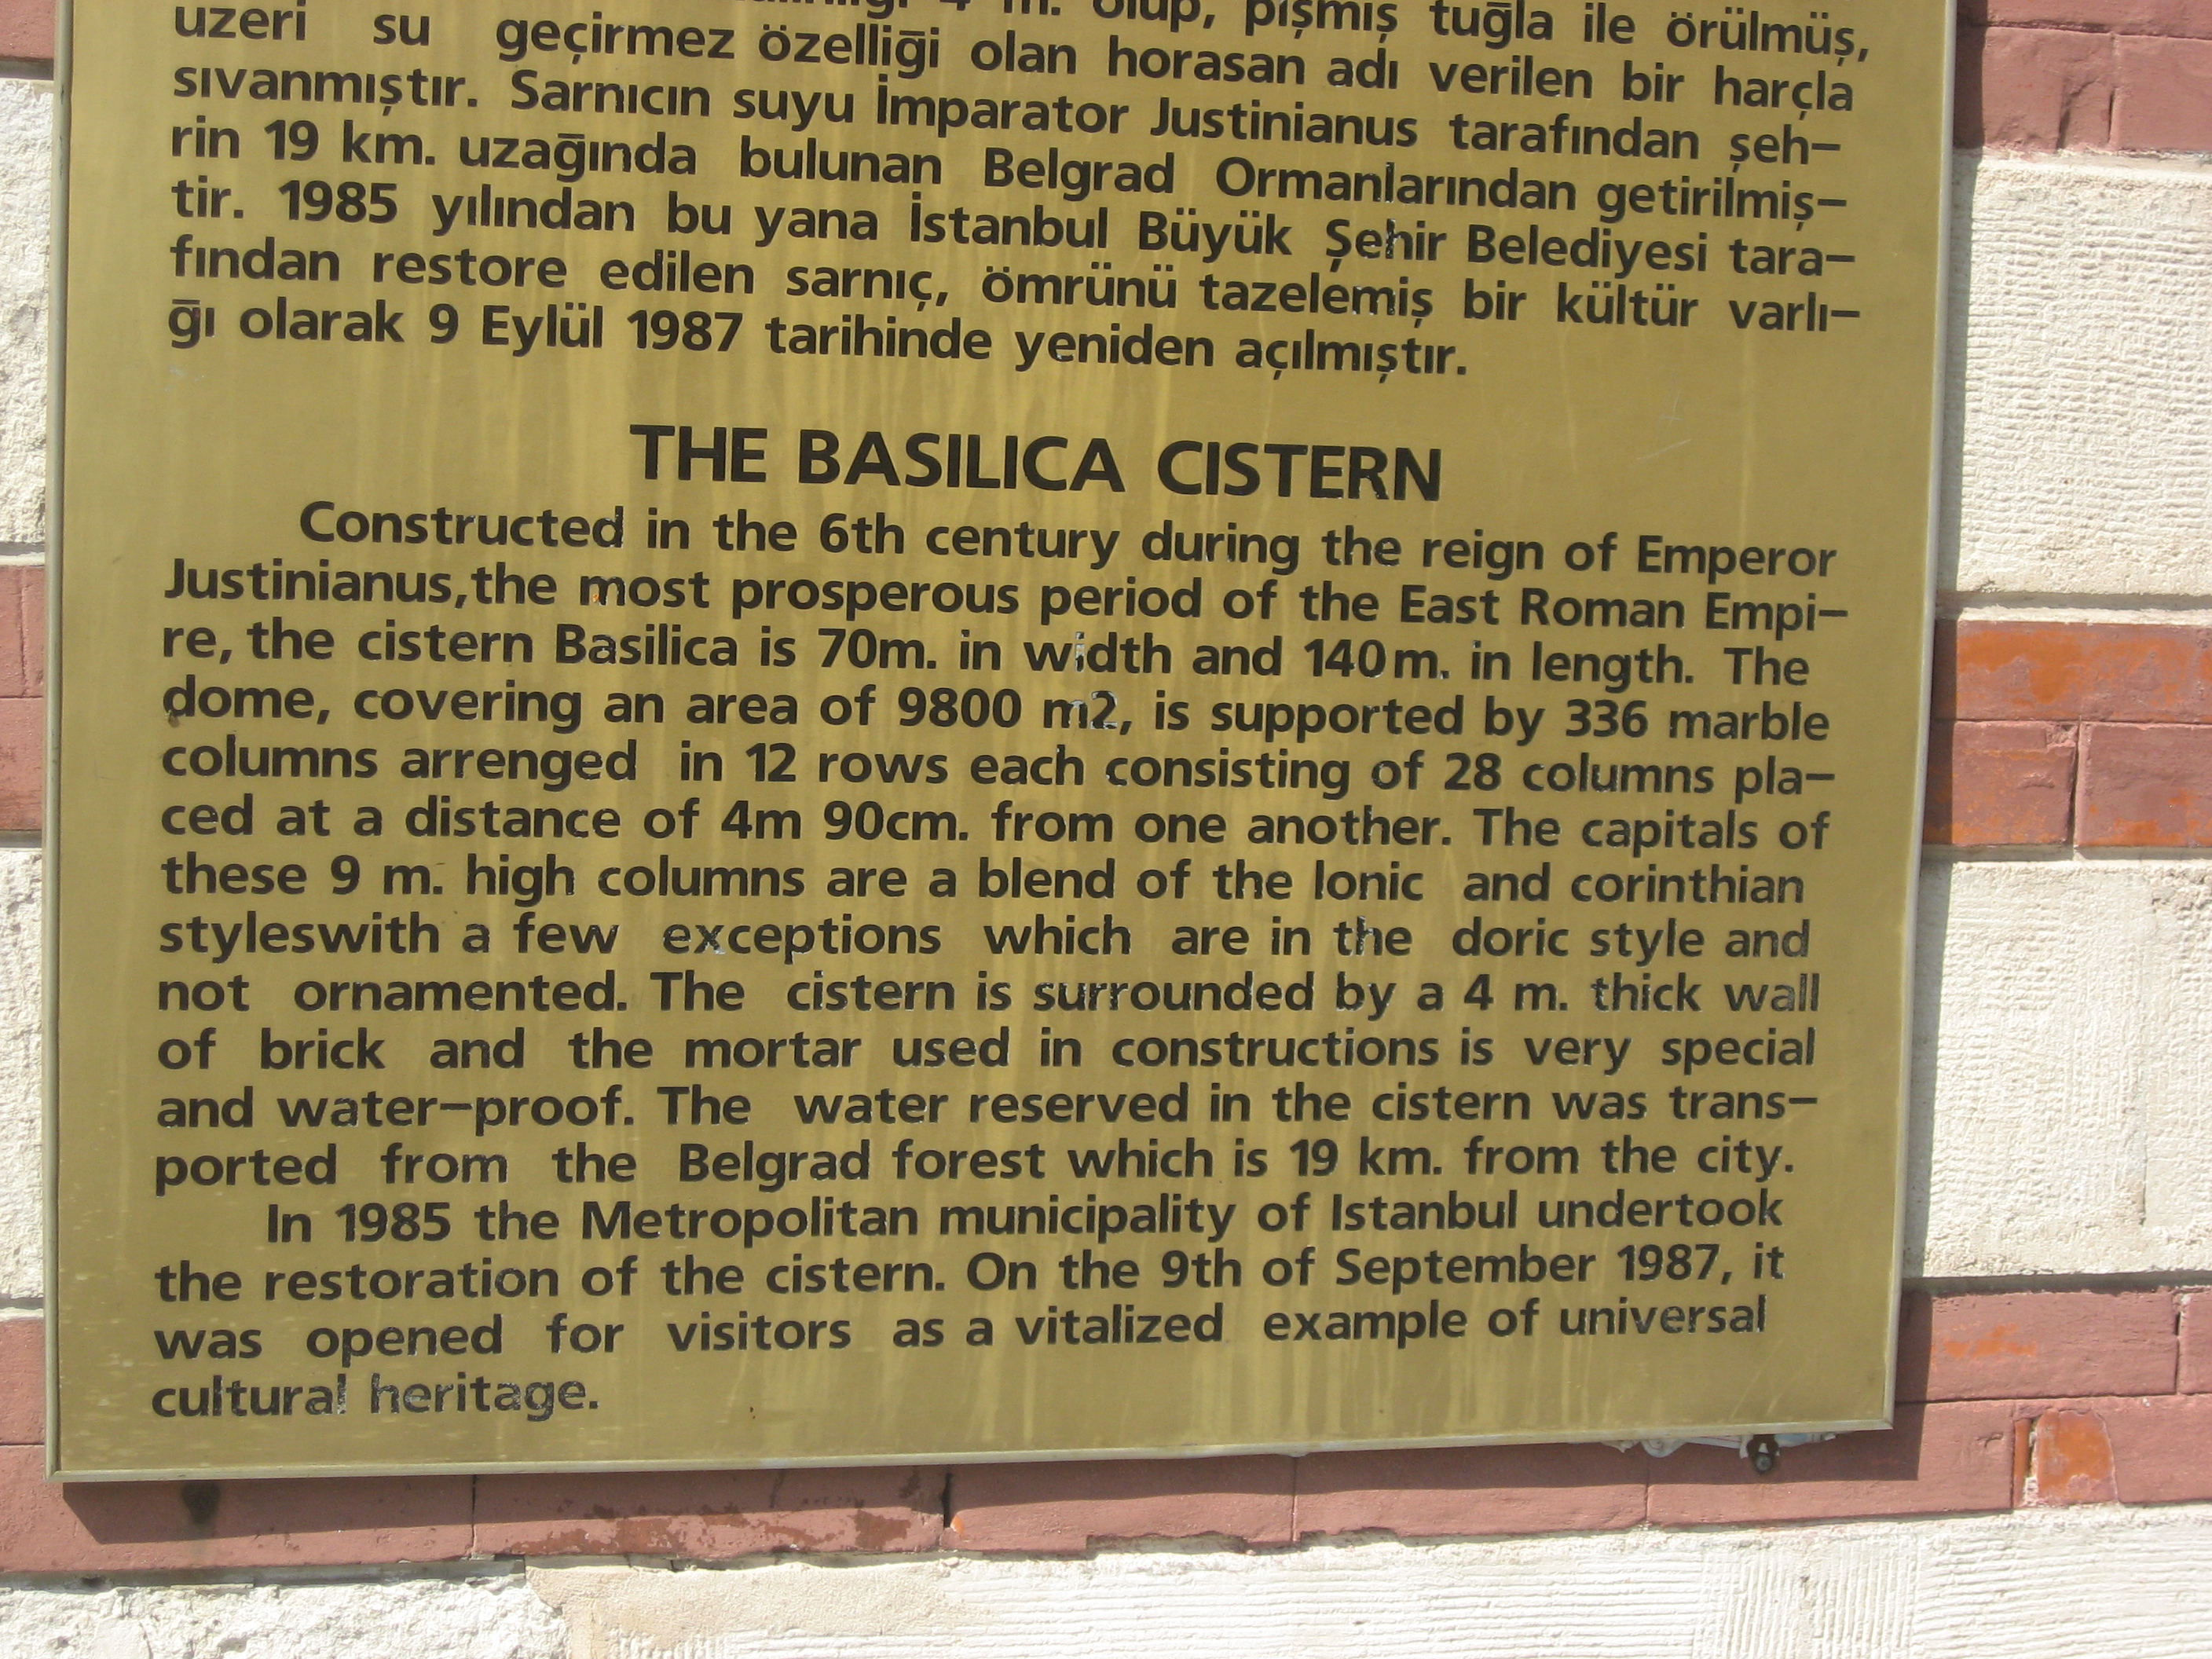 4 m. olup, pişmiş tuğla ile örülmüş,
üzeri su geçirmez özelliği olan horasan adı verilen bir harçla
sıvanmıştır. Sarnıcın suyu İmparator Justinianus tarafından şeh-
rin 19 km. uzağında bulunan Belgrad Ormanlarından getirilmiş-
tir. 1985 yılından bu yana İstanbul Büyük Şehir Belediyesi tara-
fından restore edilen sarnıç, ömrünü tazelemiş bir kültür varlı-
ğı olarak 9 Eylül 1987 tarihinde yeniden açılmıştır.
THE BASILICA CISTERN
Constructed in the 6th century during the reign of Emperor
Justinianus,the most prosperous period of the East Roman Empi-
re, the cistern Basilica is 70m. in width and 140m. in length. The
dome, covering an area of 9800 m2, is supported by 336 marble
columns arrenged in 12 rows each consisting of 28 columns pla-
ced at a distance of 4m 90cm. from one another. The capitals of
these 9 m. high columns are a blend of the Ionic and corinthian
styleswith a few exceptions which are in the doric style and
not ornamented. The cistern is surrounded by a 4 m. thick wall
of brick and the mortar used in constructions is very special
and water-proof. The water reserved in the cistern was trans-
ported from the Belgrad forest which is 19 km. from the city.
In 1985 the Metropolitan municipality of Istanbul undertook
the restoration of the cistern. On the 9th of September 1987, it
was opened for visitors as a vitalized example of universal
cultural heritage.